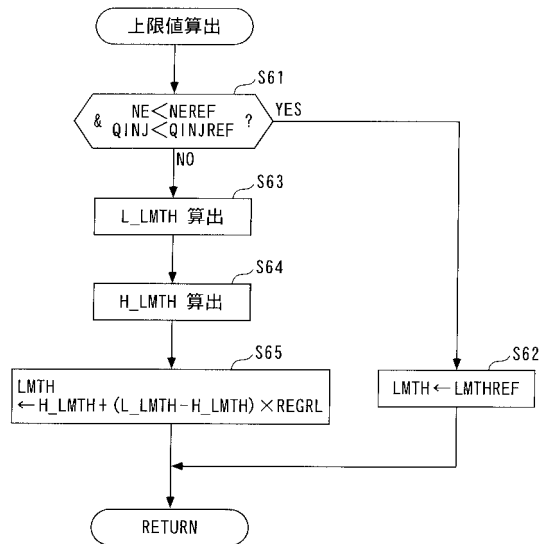 上限値算出
S61
& NE<NEREF
QINJ<QINJREF ?
YES
NO
S63
L_LMTH 算出
S64
H_LMTH 算出
S65
LMTH
←H_LMTH+(L_LMTH-H_LMTH)×REGRL
S62
LMTH←LMTHREF
RETURN